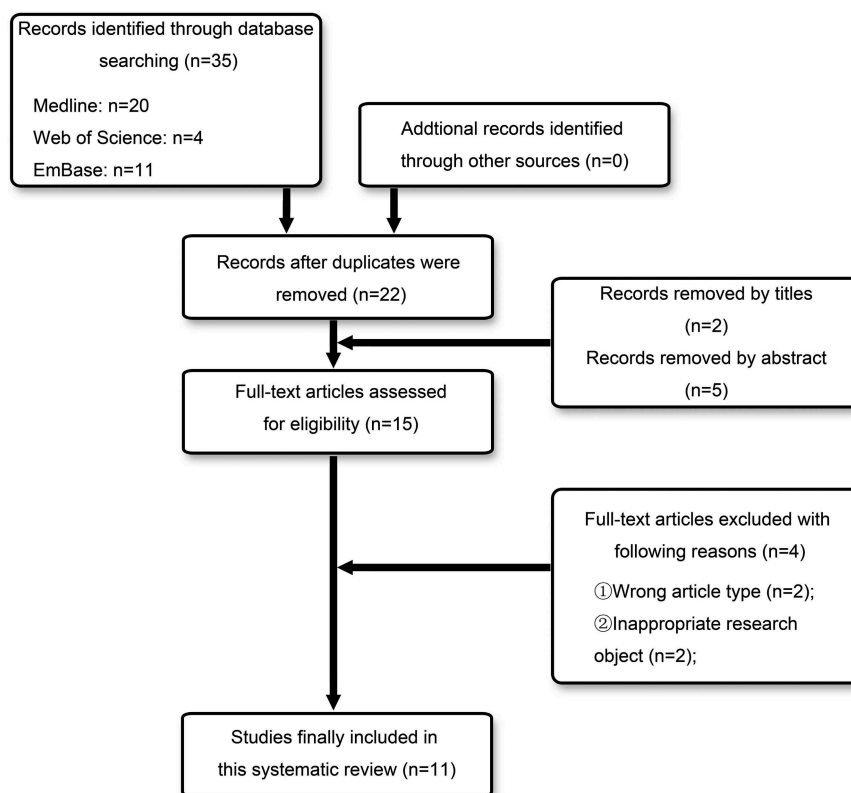 Records identified through database
searching (n=35)
Medline: n=20
Web of Science: n=4
EmBase: n=11
Addtional records identified
through other sources (n=0)
Records after duplicates were
removed (n=22)
Records removed by titles
(n=2)
Records removed by abstract
(n=5)
Full-text articles assessed
for eligibility (n=15)
Full-text articles excluded with
following reasons (n=4)
①Wrong article type (n=2);
②Inappropriate research
object (n=2);
Studies finally included in
this systematic review (n=11)